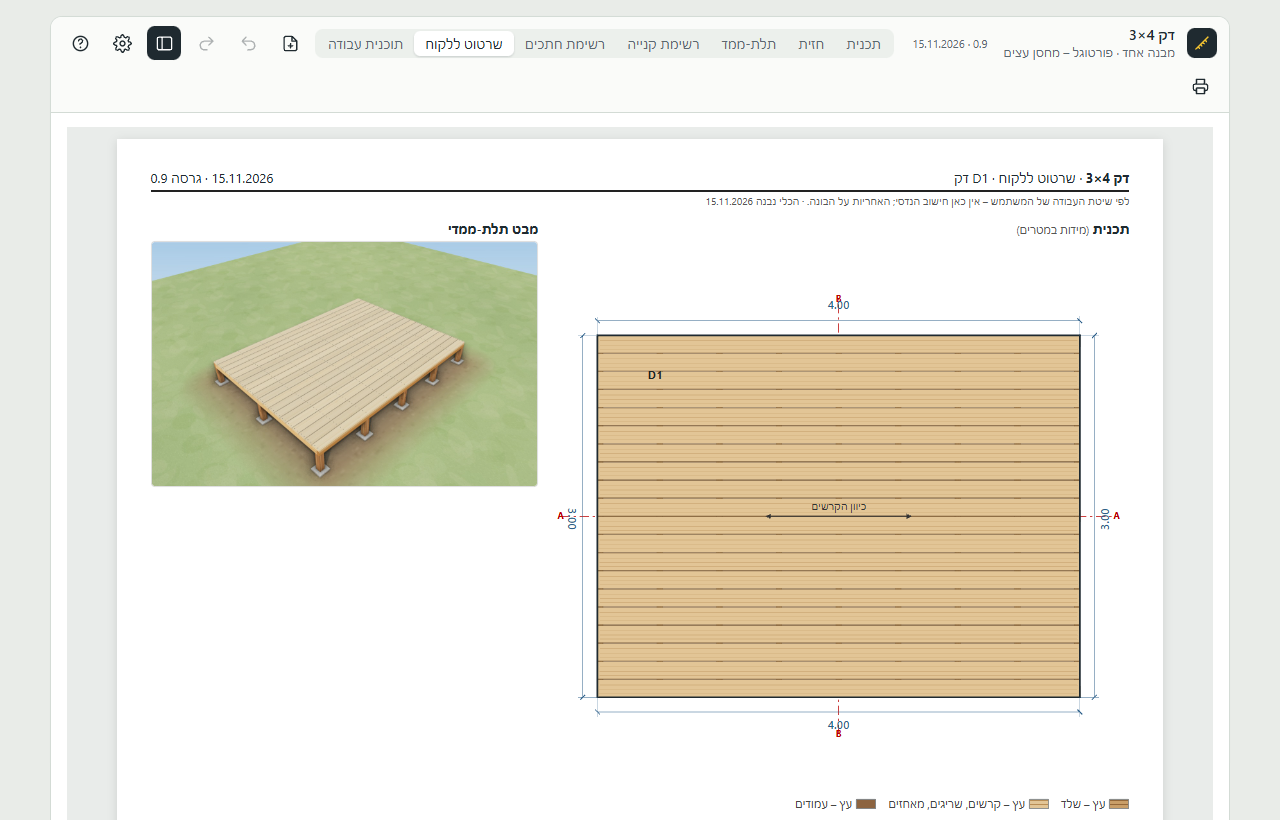 דק 4×3
מבנה אחד · פורטוגל – מחסן עצים
15.11.2026 · 0.9
תכנית
חזית
תלת-ממד
רשימת קנייה
רשימת חתכים
שרטוט ללקוח
תוכנית עבודה
דק 4×3 · שרטוט ללקוח · D1 דק
15.11.2026 · גרסה 0.9
לפי שיטת העבודה של המשתמש – אין כאן חישוב הנדסי; האחריות על הבונה. · הכלי נבנה 15.11.2026
תכנית (מידות במטרים)
מבט תלת-ממדי
B
4.00
D1
כיוון הקרשים
A
3.00
3.00
A
4.00
B
עץ – שלד
עץ – קרשים, שריגים, מאחזים
עץ – עמודים